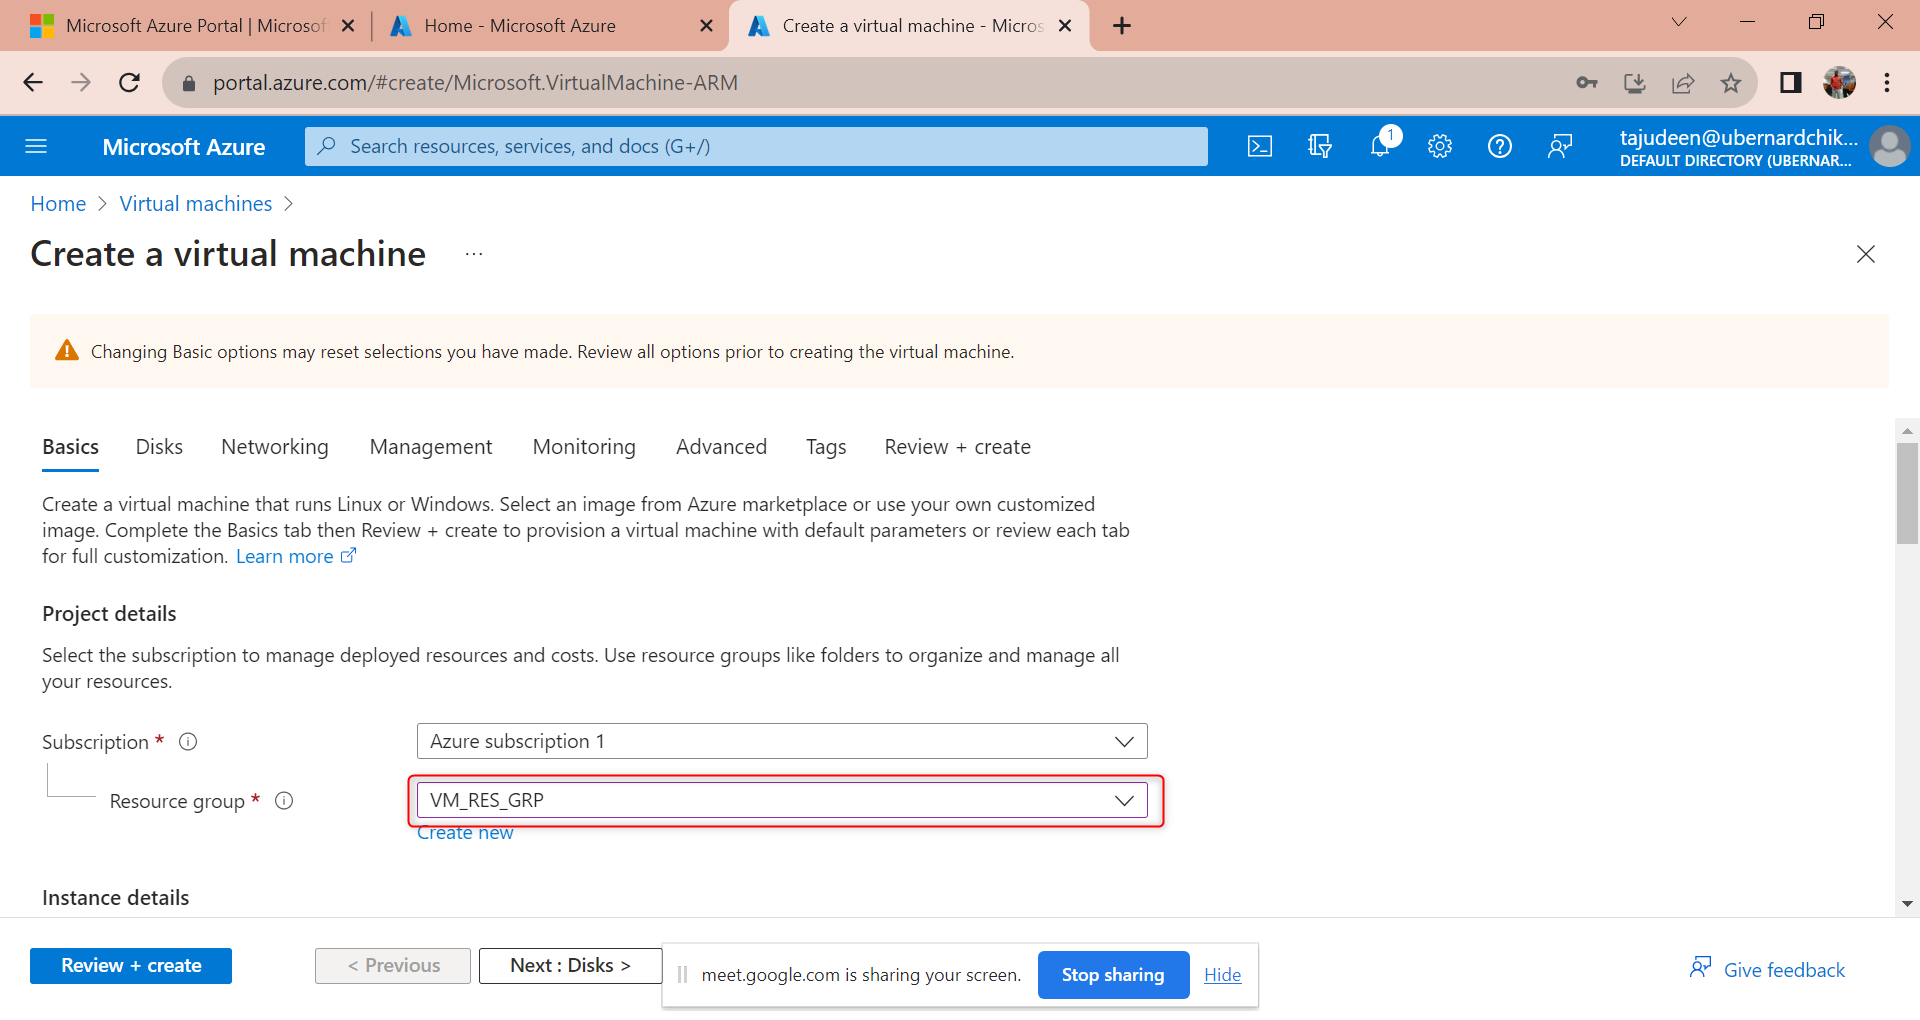 Microsoft Azure Portal | Microsof
Home - Microsoft Azure
Create a virtual machine - Micros
portal.azure.com/#create/Microsoft.VirtualMachine-ARM
Microsoft Azure
Search resources, services, and docs (G+/)
1
tajudeen@ubernardchik...
DEFAULT DIRECTORY (UBERNAR...
Home > Virtual machines >
Create a virtual machine ...
Changing Basic options may reset selections you have made. Review all options prior to creating the virtual machine.
Basics Disks Networking Management Monitoring Advanced Tags Review + create
Create a virtual machine that runs Linux or Windows. Select an image from Azure marketplace or use your own customized
image. Complete the Basics tab then Review + create to provision a virtual machine with default parameters or review each tab
for full customization. Learn more
Project details
Select the subscription to manage deployed resources and costs. Use resource groups like folders to organize and manage all
your resources.
Subscription *
Azure subscription 1
Resource group *
VM_RES_GRP
Create new
Instance details
Review + create
< Previous
Next : Disks >
meet.google.com is sharing your screen.
Stop sharing
Hide
Give feedback